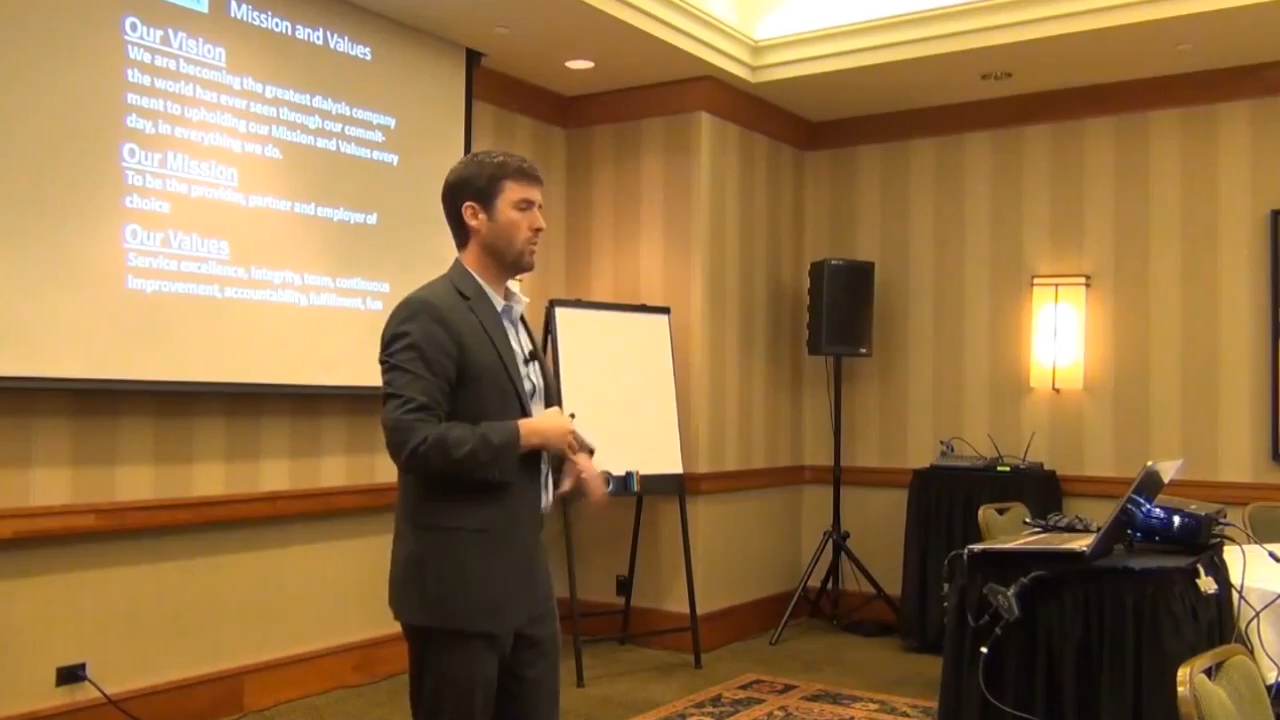 Mission and Values
Our Vision
We are becoming the greatest dialysis company
the world has ever seen through our commit-
ment to upholding our Mission and Values every
day, in everything we do.
Our Mission
To be the provider, partner and employer of
choice
Our Values
Service excellence, integrity, team, continuous
improvement, accountability, fulfillment, fun